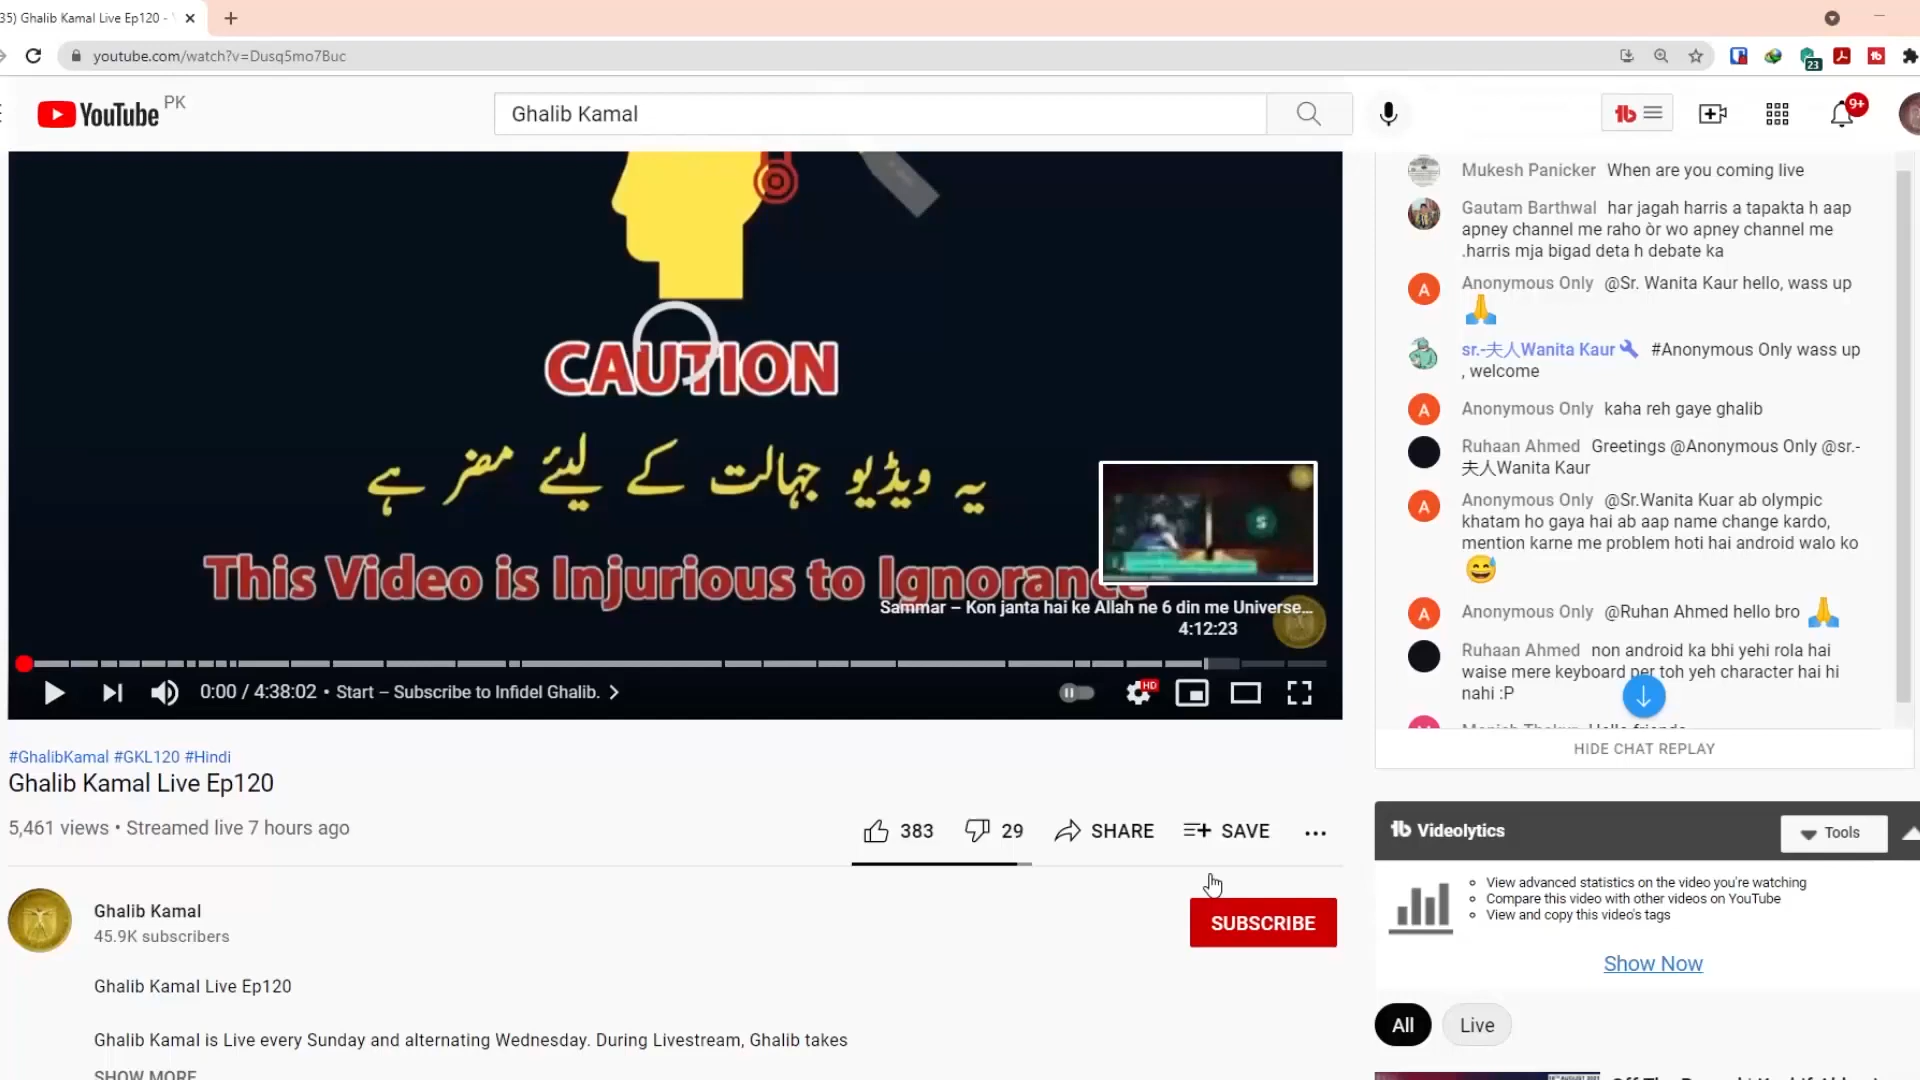 35) Ghalib Kamal Live Ep120 -
youtube.com/watch?v=Dusq5mo7Buc
23
YouTube PK
Ghalib Kamal
9+
CAUTION
یہ ویڈیو جہالت کے لیئے مضر ہے
This Video is Injurious to Ignorance
S
Sammar – Kon janta hai ke Allah ne 6 din me Universe...
4:12:23
0:00 / 4:38:02 • Start – Subscribe to Infidel Ghalib.
HD
#GhalibKamal #GKL120 #Hindi
Ghalib Kamal Live Ep120
5,461 views • Streamed live 7 hours ago
383
29
SHARE
SAVE
Ghalib Kamal
45.9K subscribers
SUBSCRIBE
Ghalib Kamal Live Ep120
Ghalib Kamal is Live every Sunday and alternating Wednesday. During Livestream, Ghalib takes
SHOW MORE
Mukesh Panicker When are you coming live
Gautam Barthwal har jagah harris a tapakta h aap
apney channel me raho òr wo apney channel me
.harris mja bigad deta h debate ka
A
Anonymous Only @Sr. Wanita Kaur hello, wass up
🙏
sr.-夫人Wanita Kaur #Anonymous Only wass up
, welcome
A
Anonymous Only kaha reh gaye ghalib
Ruhaan Ahmed Greetings @Anonymous Only @sr.-
夫人Wanita Kaur
A
Anonymous Only @Sr.Wanita Kuar ab olympic
khatam ho gaya hai ab aap name change kardo,
mention karne me problem hoti hai android walo ko
😅
A
Anonymous Only @Ruhan Ahmed hello bro 🙏
Ruhaan Ahmed non android ka bhi yehi rola hai
waise mere keyboard per toh yeh character hai hi
nahi :P
HIDE CHAT REPLAY
Videolytics
Tools
View advanced statistics on the video you're watching
Compare this video with other videos on YouTube
View and copy this video's tags
Show Now
All
Live